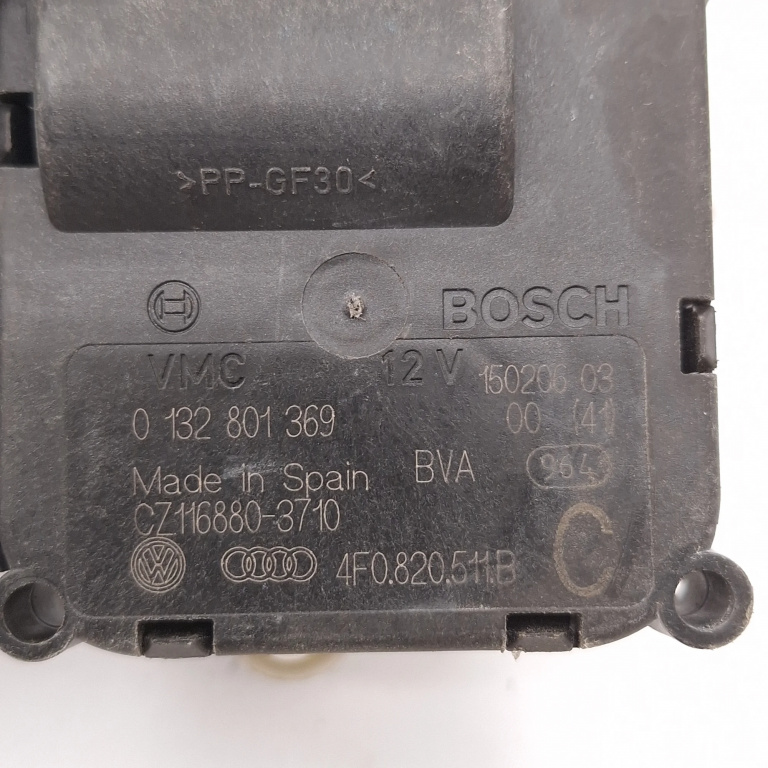 >PP-GF30<
BOSCH
VMC 12 V 150206 03
0 132 801 369 00 (41)
Made in Spain BVA 964
CZ116880-3710 C
4F0.820.511.B